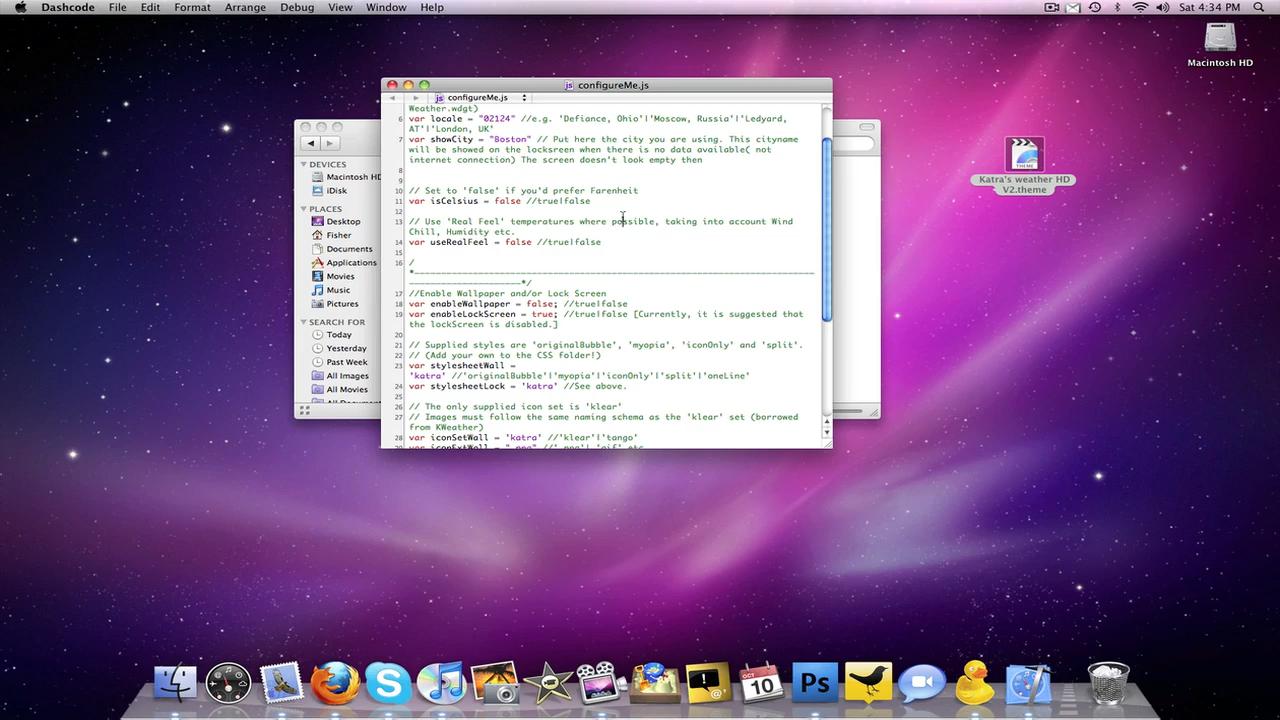 Dashcode File Edit Format Arrange Debug View Window Help Sat 4:34 PM
Macintosh HD
configureMe.js
configureMe.js
Weather.wdgt)
6 var locale = "02124" //e.g. 'Defiance, Ohio'|'Moscow, Russia'|'Ledyard,
AT'|'London, UK'
7 var showCity = "Boston" // Put here the city you are using. This cityname
will be showed on the lockscreen when there is no data available( not
internet connection) The screen doesn't look empty then
8
9
10 // Set to 'false' if you'd prefer Farenheit
11 var isCelsius = false //true|false
12
13 // Use 'Real Feel' temperatures where possible, taking into account Wind
Chill, Humidity etc.
14 var useRealFeel = false //true|false
15
16 /
17 //Enable Wallpaper and/or Lock Screen
18 var enableWallpaper = false; //true|false
19 var enableLockScreen = true; //true|false [Currently, it is suggested that
the lockScreen is disabled.]
20
21 // Supplied styles are 'originalBubble', 'myopia', 'iconOnly' and 'split'.
22 // (Add your own to the CSS folder!)
23 var stylesheetWall =
'katra' //'originalBubble'|'myopia'|'iconOnly'|'split'|'oneLine'
24 var stylesheetLock = 'katra' //See above.
25
26 // The only supplied icon set is 'klear'
27 // Images must follow the same naming schema as the 'klear' set (borrowed
from KWeather)
28 var iconSetWall = 'katra' //'klear'|'tango'
DEVICES
Macintosh HD
iDisk
PLACES
Desktop
Fisher
Documents
Applications
Movies
Music
Pictures
SEARCH FOR
Today
Yesterday
Past Week
All Images
All Movies
THEME
Katra's weather HD
V2.theme
OCT 10
10
Ps